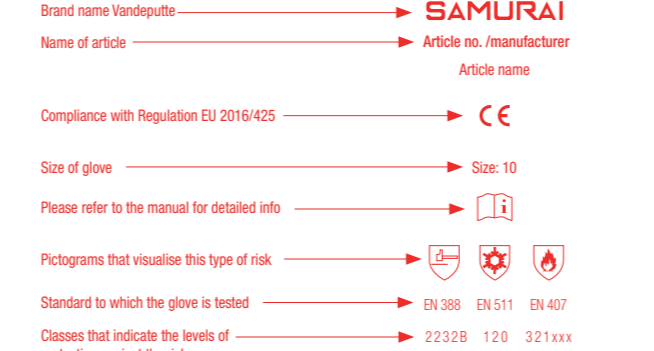 Brand name Vandeputte SAMURAI
Name of article Article no. /manufacturer
Article name
Compliance with Regulation EU 2016/425 CE
Size of glove Size: 10
Please refer to the manual for detailed info i
Pictograms that visualise this type of risk
Standard to which the glove is tested EN 388 EN 511 EN 407
Classes that indicate the levels of 2232B 120 321xxx